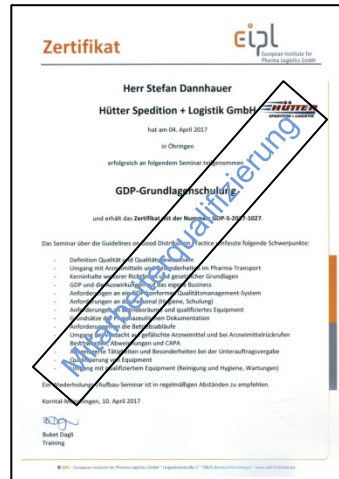 Zertifikat
eipl
European Institute for
Pharma Logistics GmbH
Herr Stefan Dannhauer
Hütter Spedition + Logistik GmbH
HÜTTER
SPEDITION + LOGISTIK
hat am 04. April 2017
in Öhringen
erfolgreich an folgendem Seminar teilgenommen
GDP-Grundlagenschulung
und erhält das Zertifikat mit der Nummer GDP-S-2017-1027.
Das Seminar über die Guidelines on Good Distribution Practice umfasste folgende Schwerpunkte:
- Definition Qualität und Qualitätsbewusstsein
- Umgang mit Arzneimitteln und Besonderheiten im Pharma-Transport
- Kerninhalte weiterer Richtlinien und gesetzlicher Grundlagen
- GDP und die Auswirkungen auf das eigene Business
- Anforderungen an ein GDP-konformes Qualitätsmanagement-System
- Anforderungen an das Personal (Hygiene, Schulung)
- Anforderungen an Betriebsräume und qualifiziertes Equipment
- Grundsätze der pharmazeutischen Dokumentation
- Anforderungen an die Betriebsabläufe
- Umgang bei Verdacht auf gefälschte Arzneimittel und bei Arzneimittelrückrufen
- Beschwerden, Abweichungen und CAPA
- Ausgelagerte Tätigkeiten und Besonderheiten bei der Unterauftragsvergabe
- Qualifizierung von Equipment
- Umgang mit qualifiziertem Equipment (Reinigung und Hygiene, Wartungen)
Ein Wiederholungs-/Aufbau-Seminar ist in regelmäßigen Abständen zu empfehlen.
Korntal-Münchingen, 10. April 2017
Buket Dagli
Training
Mitarbeiterqualifizierung